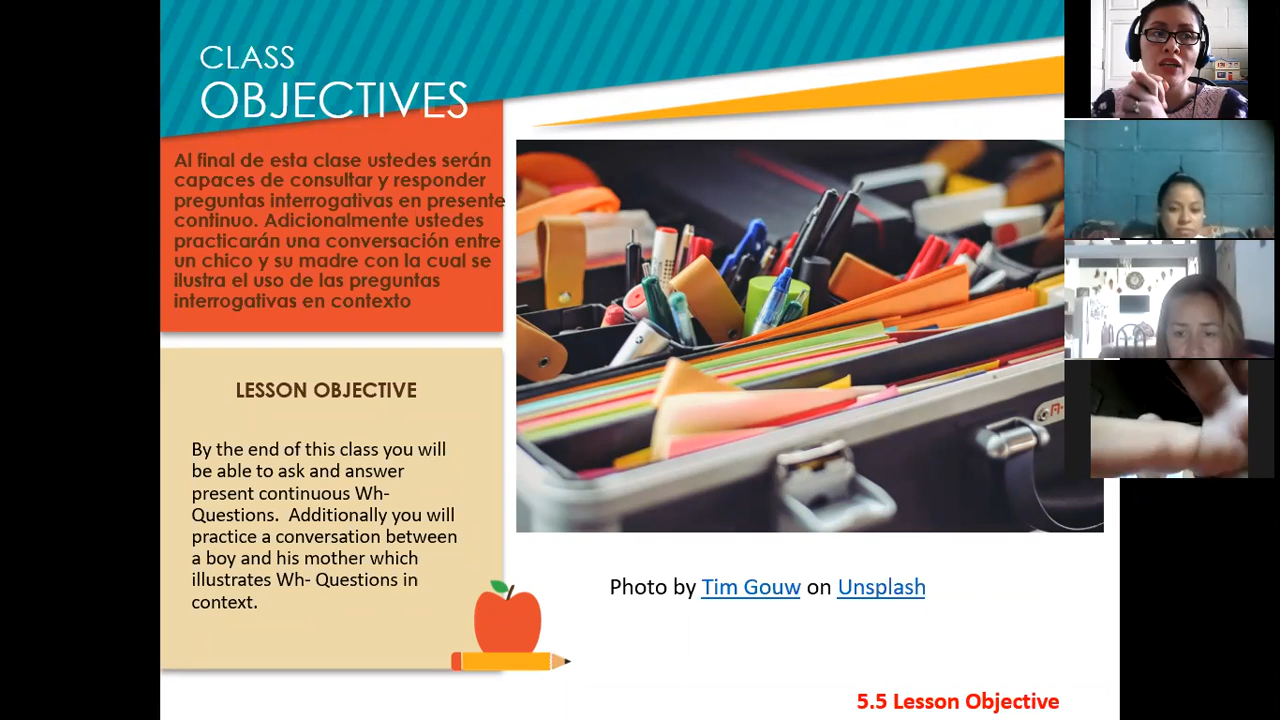 CLASS
OBJECTIVES
Al final de esta clase ustedes serán
capaces de consultar y responder
preguntas interrogativas en presente
continuo. Adicionalmente ustedes
practicarán una conversación entre
un chico y su madre con la cual se
ilustra el uso de las preguntas
interrogativas en contexto
LESSON OBJECTIVE
By the end of this class you will
be able to ask and answer
present continuous Wh-
Questions. Additionally you will
practice a conversation between
a boy and his mother which
illustrates Wh- Questions in
context.
Photo by Tim Gouw on Unsplash
5.5 Lesson Objective